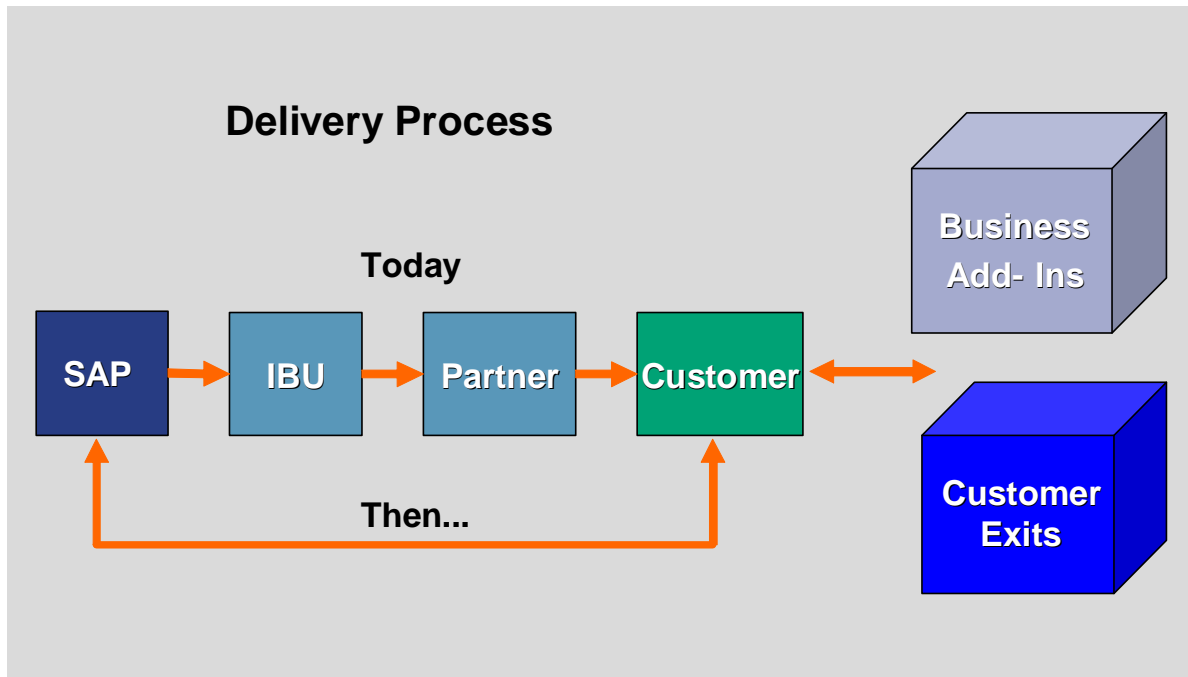 Delivery Process
Business
Add- Ins
Today
SAP
IBU
Partner
Customer
Then...
Customer
Exits